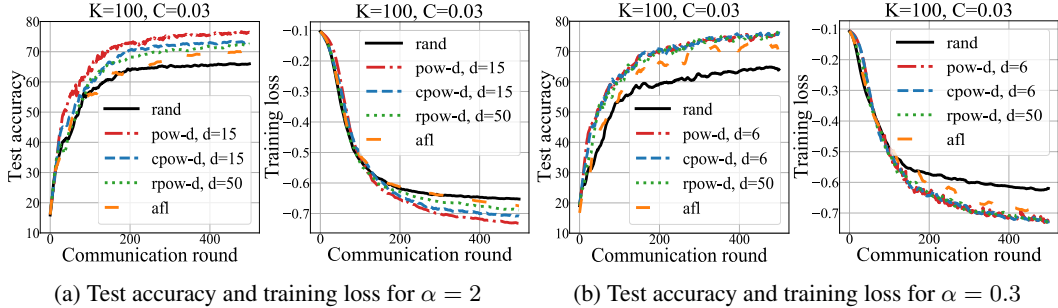 K=100, C=0.03
Test accuracy
80
70
60
50
40
30
20
10
0
200
400
Communication round
rand
pow-d, d=15
cpow-d, d=15
rpow-d, d=50
afl
K=100, C=0.03
Training loss
−0.1
−0.2
−0.3
−0.4
−0.5
−0.6
−0.7
0
200
400
Communication round
rand
pow-d, d=15
cpow-d, d=15
rpow-d, d=50
afl
K=100, C=0.03
Test accuracy
80
70
60
50
40
30
20
10
0
200
400
Communication round
rand
pow-d, d=6
cpow-d, d=6
rpow-d, d=50
afl
K=100, C=0.03
Training loss
−0.1
−0.2
−0.3
−0.4
−0.5
−0.6
−0.7
0
200
400
Communication round
rand
pow-d, d=6
cpow-d, d=6
rpow-d, d=50
afl
(a) Test accuracy and training loss for α = 2
(b) Test accuracy and training loss for α = 0.3